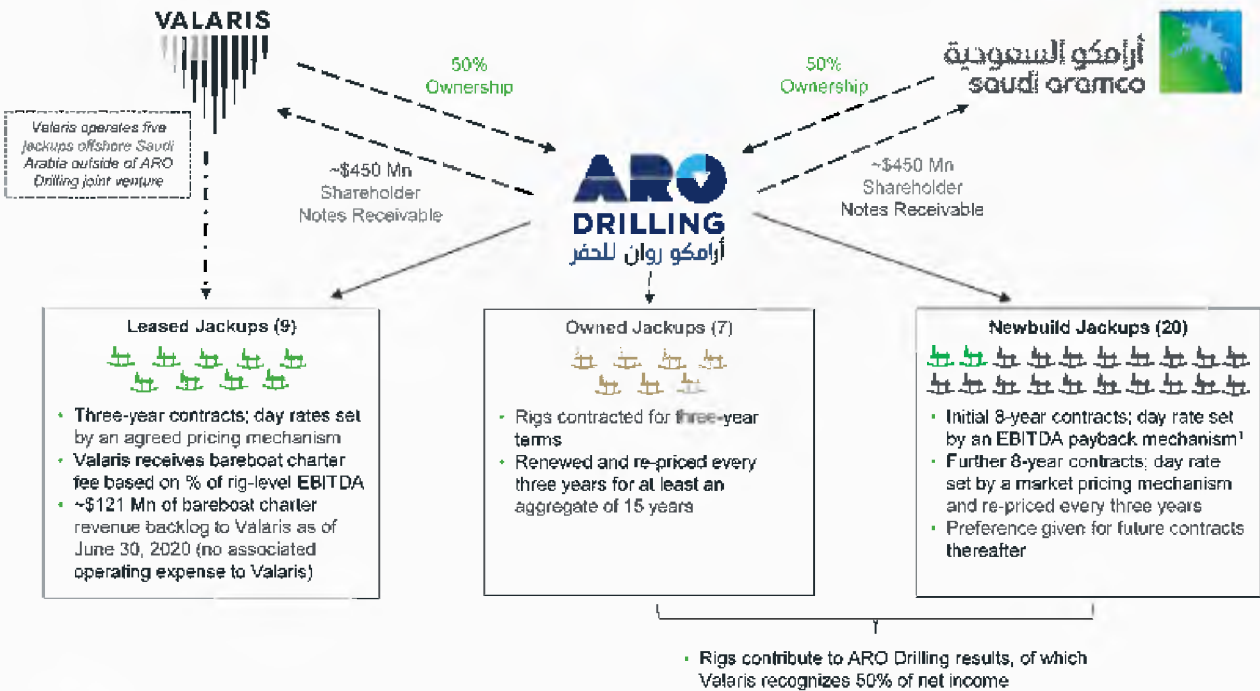 VALARIS
50%
Ownership
50%
Ownership
أرامكو السعودية
saudi aramco
Valaris operates five
jackups offshore Saudi
Arabia outside of ARO
Drilling joint venture
~$450 Mn
Shareholder
Notes Receivable
ARO
DRILLING
أرامكو روان للحفر
~$450 Mn
Shareholder
Notes Receivable
Leased Jackups (9)
• Three-year contracts; day rates set
by an agreed pricing mechanism
• Valaris receives bareboat charter
fee based on % of rig-level EBITDA
• ~$121 Mn of bareboat charter
revenue backlog to Valaris as of
June 30, 2020 (no associated
operating expense to Valaris)
Owned Jackups (7)
• Rigs contracted for three-year
terms
• Renewed and re-priced every
three years for at least an
aggregate of 15 years
Newbuild Jackups (20)
• Initial 8-year contracts; day rate set
by an EBITDA payback mechanism¹
• Further 8-year contracts; day rate
set by a market pricing mechanism
and re-priced every three years
• Preference given for future contracts
thereafter
• Rigs contribute to ARO Drilling results, of which
Valaris recognizes 50% of net income